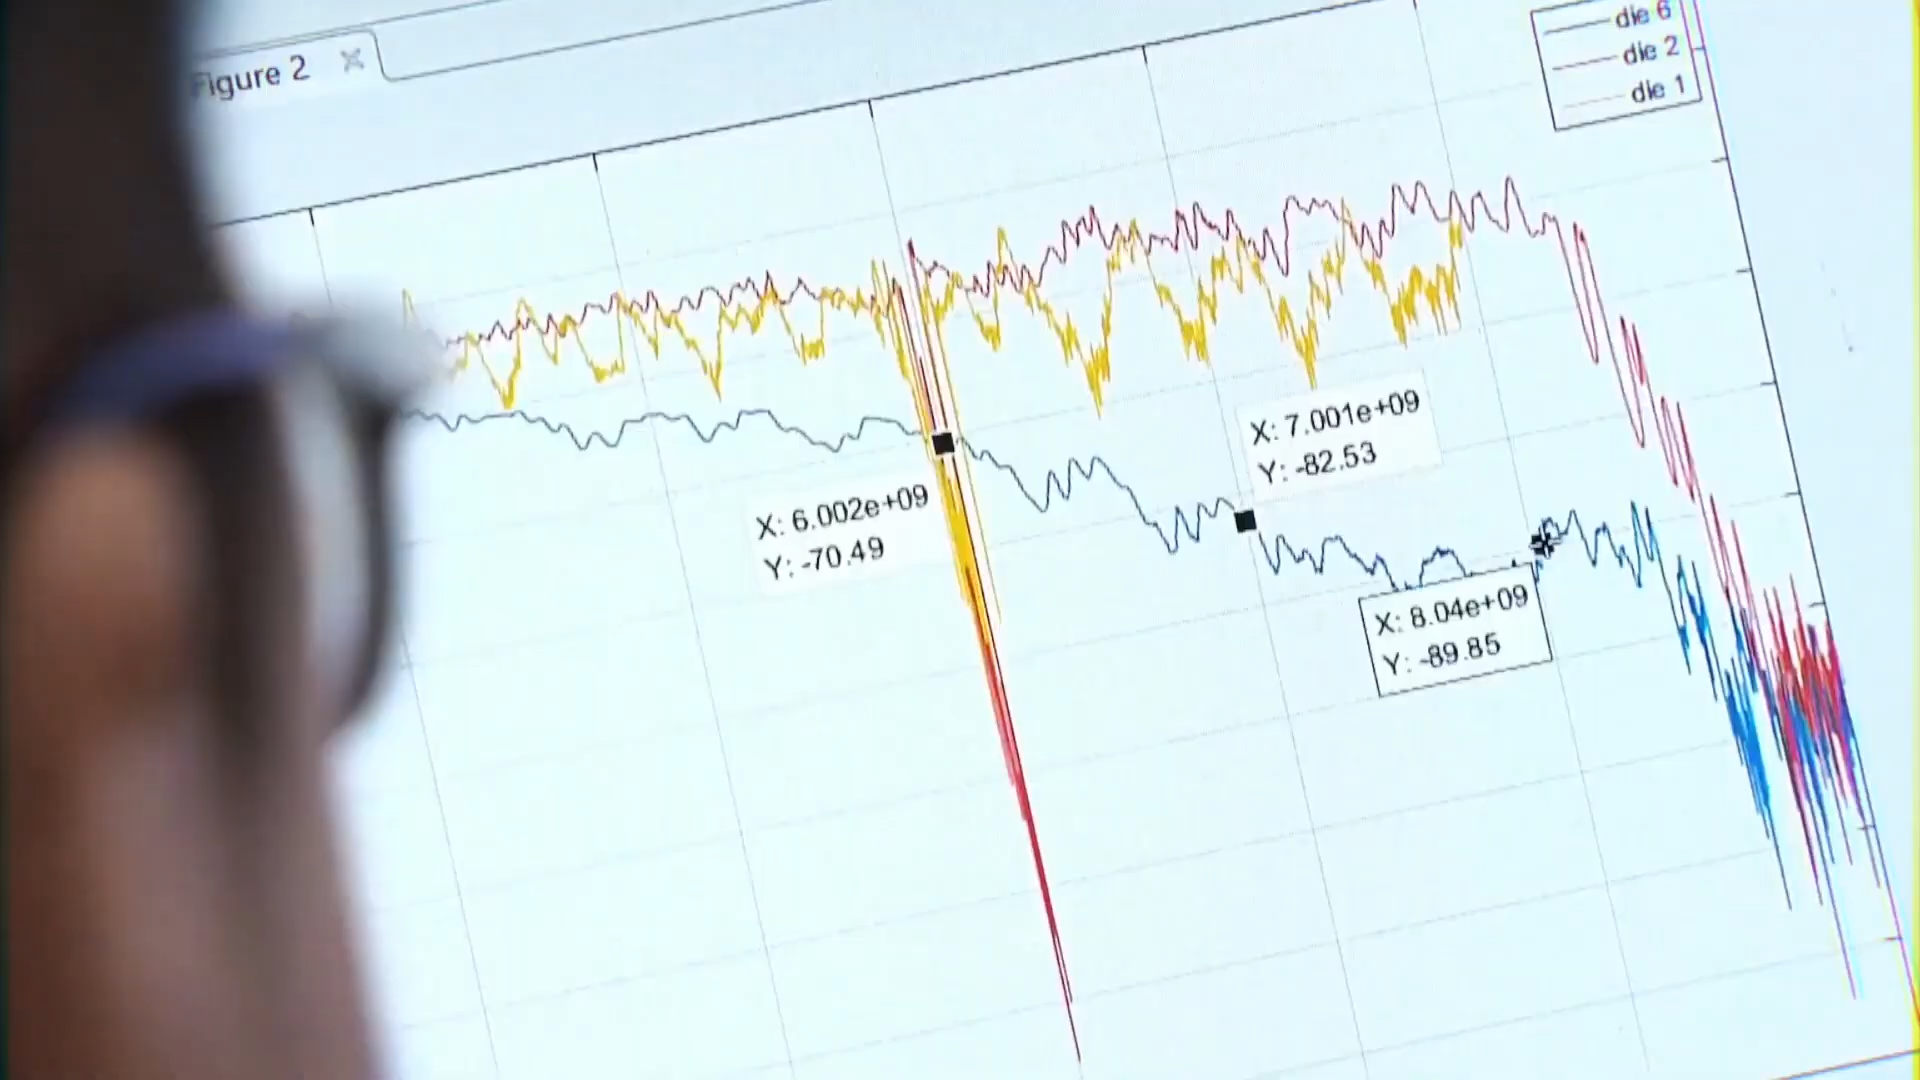 Figure 2
die 6
die 2
die 1
X: 7.001e+09
Y: -82.53
X: 6.002e+09
Y: -70.49
X: 8.04e+09
Y: -89.85